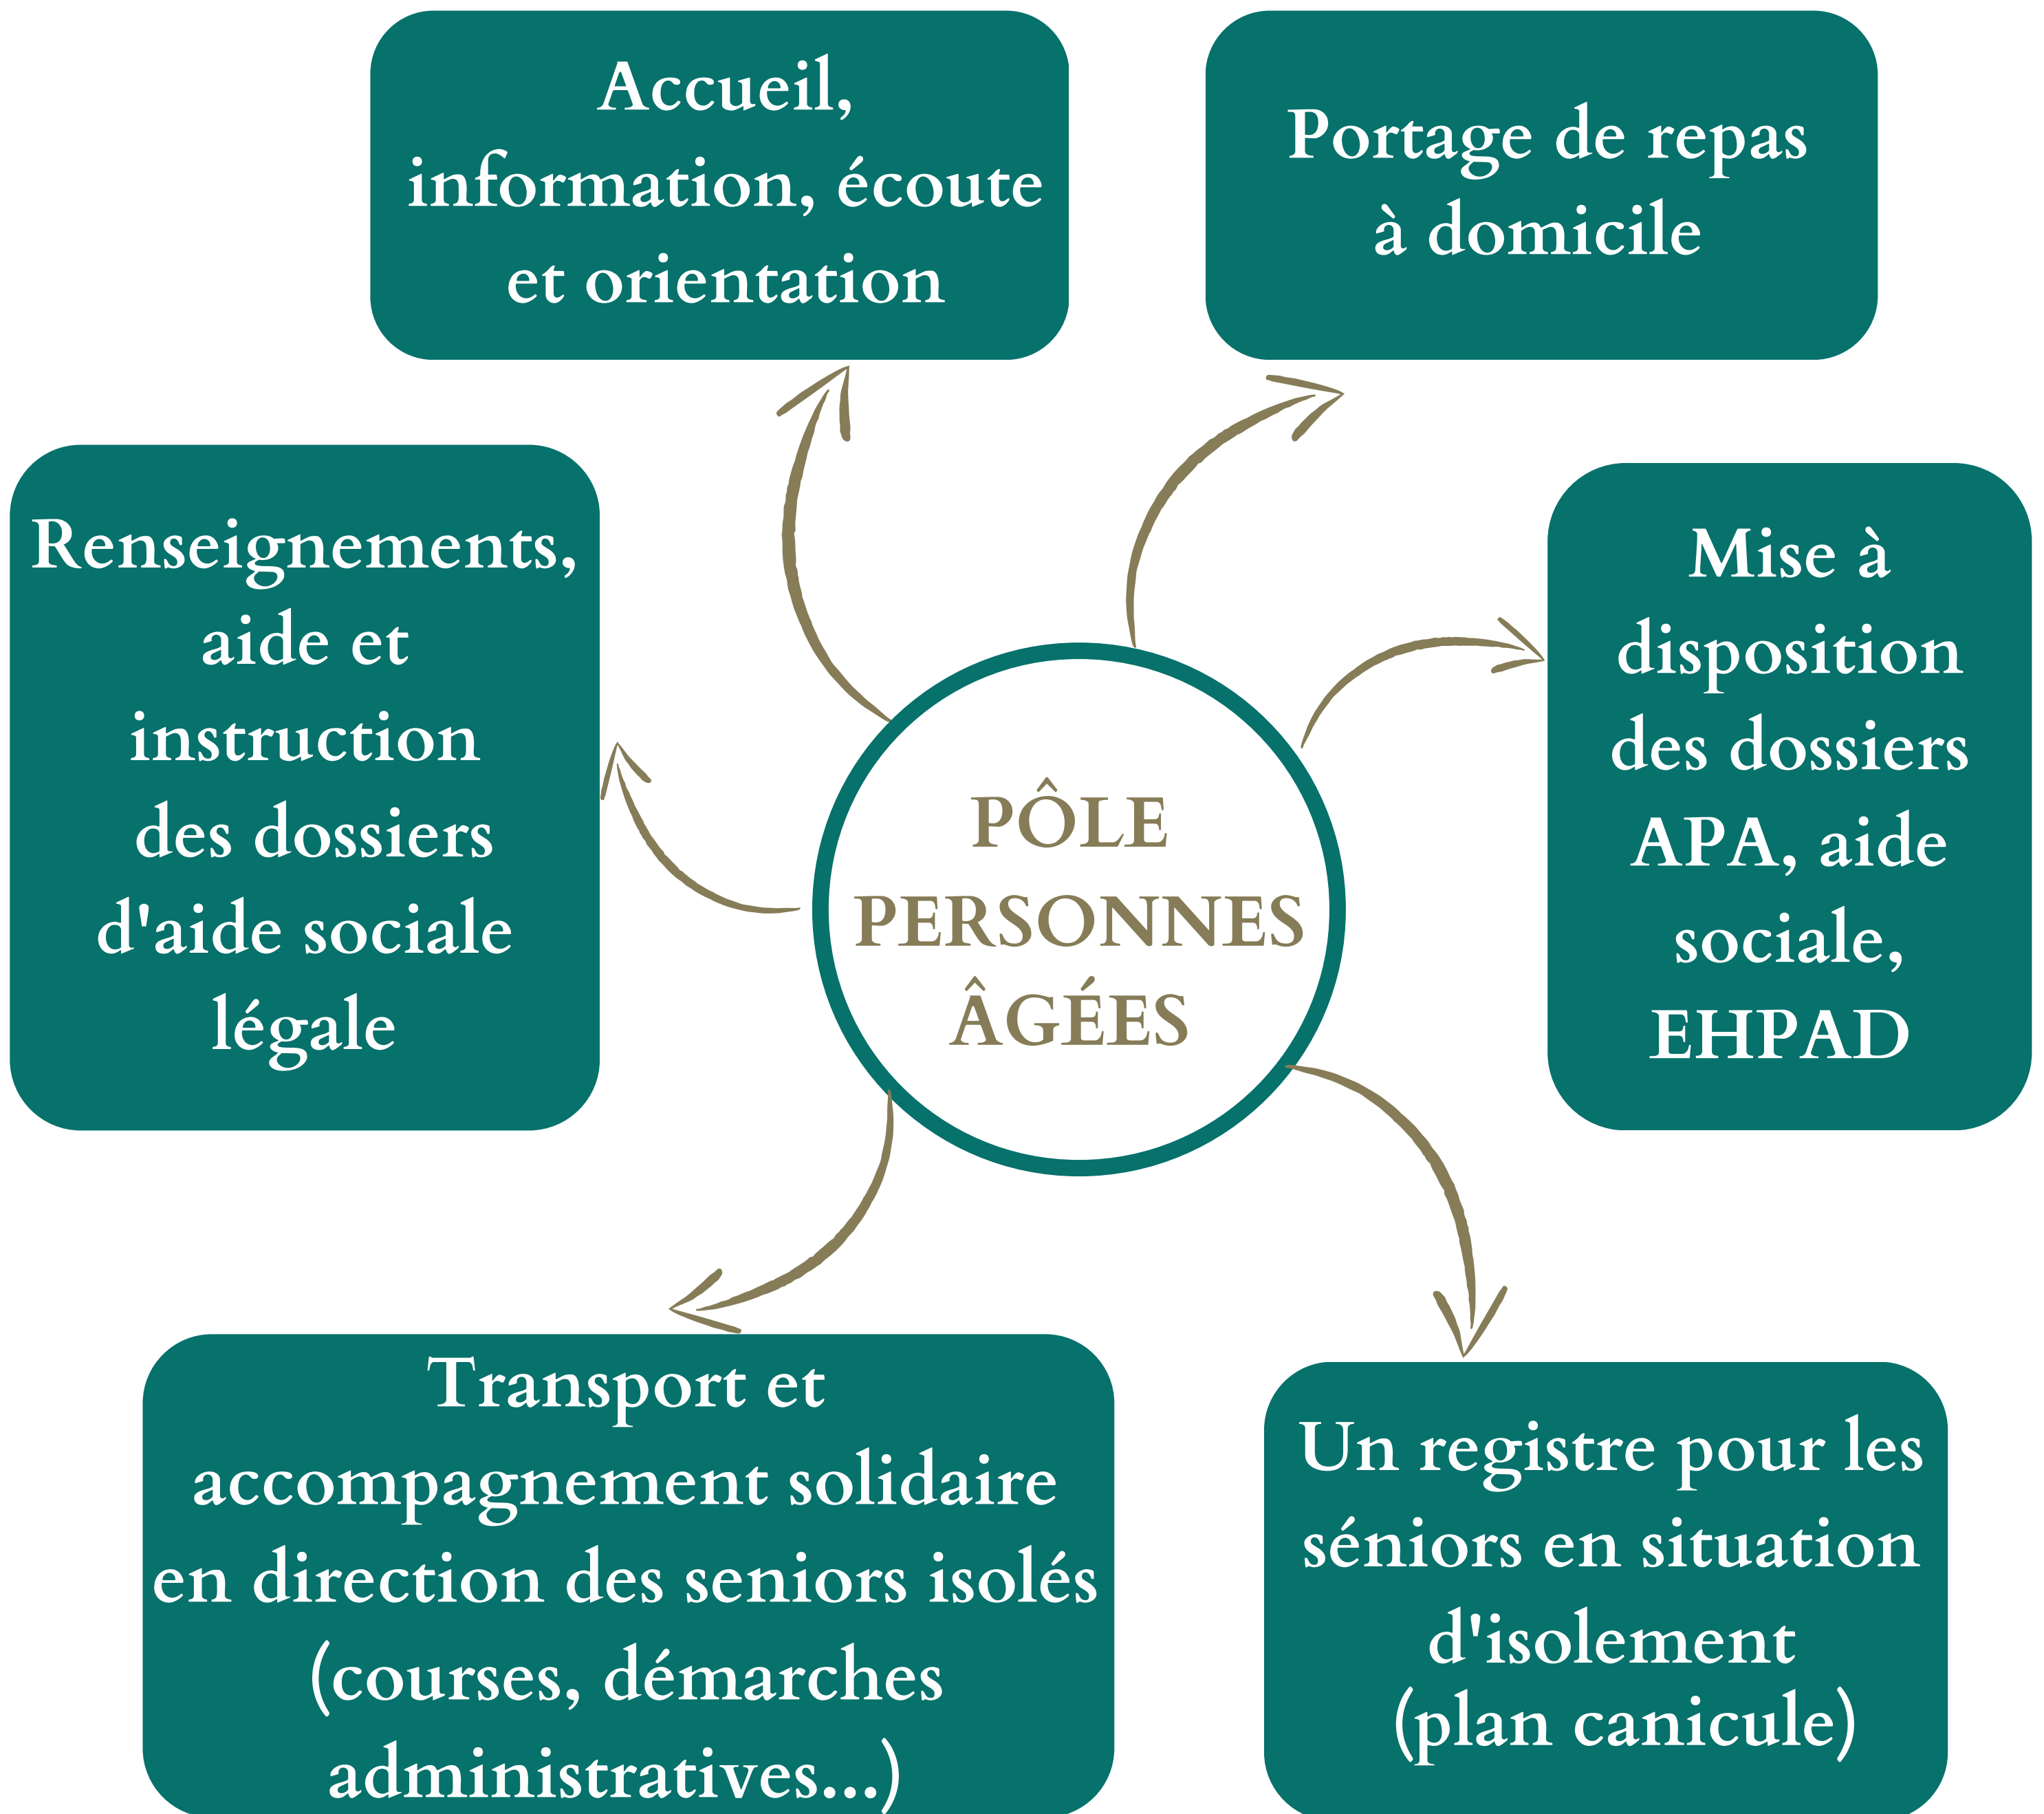 Accueil,
information, écoute
et orientation
Portage de repas
à domicile
Renseignements,
aide et
instruction
des dossiers
d'aide sociale
légale
PÔLE
PERSONNES
ÂGÉES
Mise à
disposition
des dossiers
APA, aide
sociale,
EHPAD
Transport et
accompagnement solidaire
en direction des seniors isolés
(courses, démarches
administratives...)
Un registre pour les
séniors en situation
d'isolement
(plan canicule)